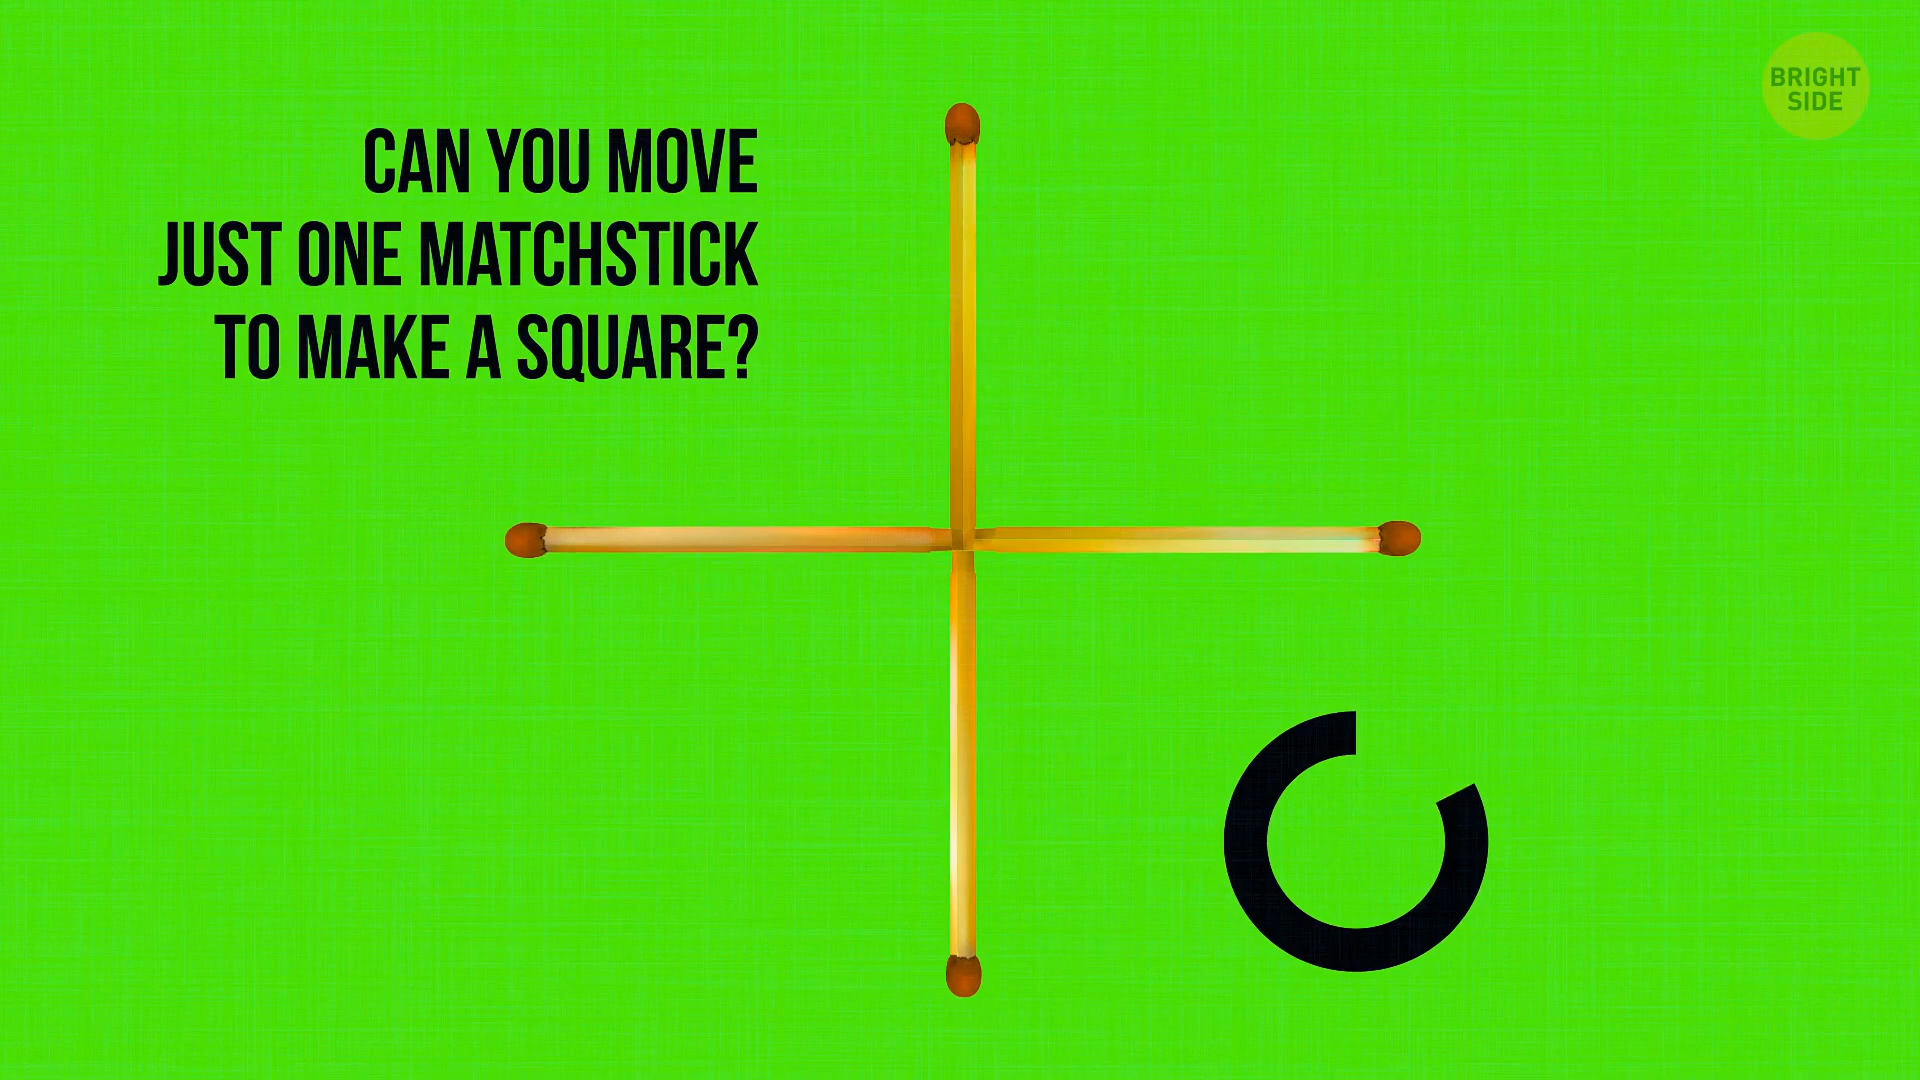 CAN YOU MOVE
JUST ONE MATCHSTICK
TO MAKE A SQUARE?
BRIGHT
SIDE